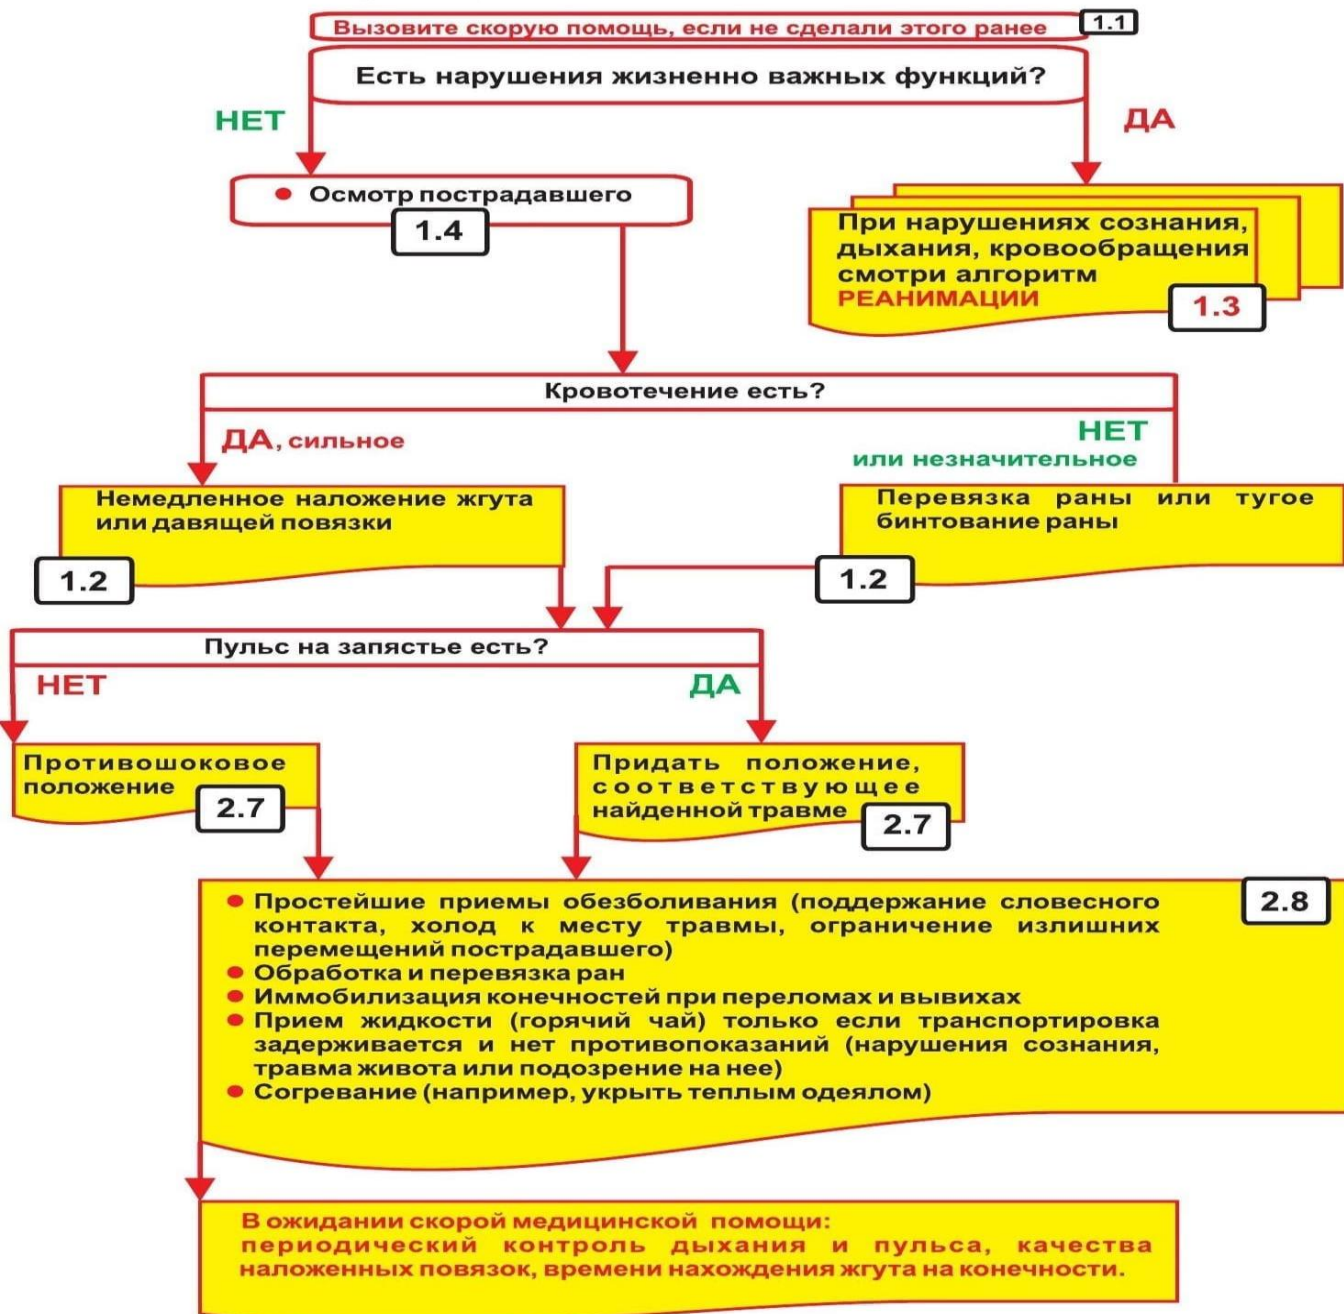 Вызовите скорую помощь, если не сделали этого ранее
1.1
Есть нарушения жизненно важных функций?
НЕТ
ДА
● Осмотр пострадавшего
1.4
При нарушениях сознания,
дыхания, кровообращения
смотри алгоритм
РЕАНИМАЦИИ
1.3
Кровотечение есть?
ДА, сильное
НЕТ
или незначительное
Немедленное наложение жгута
или давящей повязки
1.2
Перевязка раны или тугое
бинтование раны
1.2
Пульс на запястье есть?
НЕТ
ДА
Противошоковое
положение
2.7
Придать положение,
соответствующее
найденной травме
2.7
● Простейшие приемы обезболивания (поддержание словесного
контакта, холод к месту травмы, ограничение излишних
перемещений пострадавшего)
● Обработка и перевязка ран
● Иммобилизация конечностей при переломах и вывихах
● Прием жидкости (горячий чай) только если транспортировка
задерживается и нет противопоказаний (нарушения сознания,
травма живота или подозрение на нее)
● Согревание (например, укрыть теплым одеялом)
2.8
В ожидании скорой медицинской помощи:
периодический контроль дыхания и пульса, качества
наложенных повязок, времени нахождения жгута на конечности.